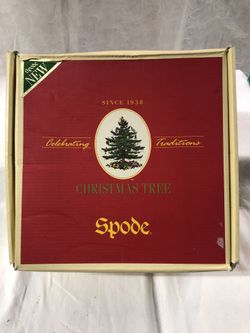 NEW
SINCE 1938
Celebrating Traditions
CHRISTMAS TREE
Spode